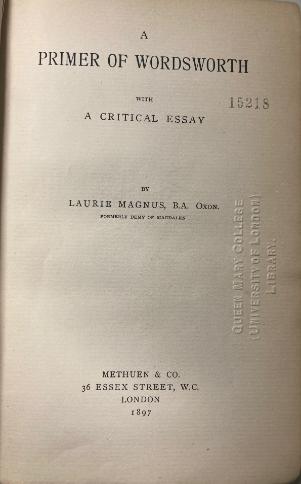 A
PRIMER OF WORDSWORTH
WITH
A CRITICAL ESSAY
15218
BY
LAURIE MAGNUS, B.A. OXON.
FORMERLY DEMY OF MAGDALEN
QUEEN MARY COLLEGE
(UNIVERSITY OF LONDON)
LIBRARY.
METHUEN & CO.
36 ESSEX STREET, W.C.
LONDON
1897